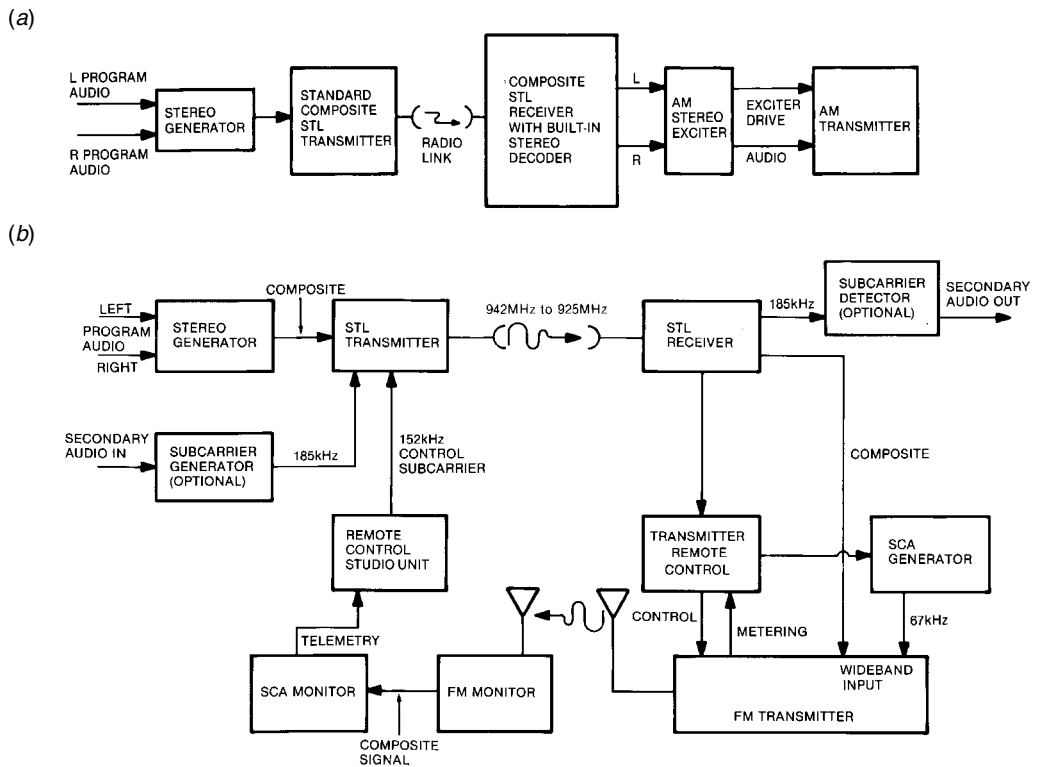 (a)
L PROGRAM
AUDIO
R PROGRAM
AUDIO
STEREO
GENERATOR
STANDARD
COMPOSITE
STL
TRANSMITTER
RADIO
LINK
COMPOSITE
STL
RECEIVER
WITH BUILT-IN
STEREO
DECODER
L
R
AM
STEREO
EXCITER
EXCITER
DRIVE
AUDIO
AM
TRANSMITTER
(b)
LEFT
PROGRAM
AUDIO
RIGHT
STEREO
GENERATOR
COMPOSITE
STL
TRANSMITTER
942MHz to 925MHz
STL
RECEIVER
185kHz
SUBCARRIER
DETECTOR
(OPTIONAL)
SECONDARY
AUDIO OUT
SECONDARY
AUDIO IN
SUBCARRIER
GENERATOR
(OPTIONAL)
185kHz
152kHz
CONTROL
SUBCARRIER
COMPOSITE
REMOTE
CONTROL
STUDIO UNIT
TRANSMITTER
REMOTE
CONTROL
SCA
GENERATOR
TELEMETRY
CONTROL
METERING
67kHz
SCA MONITOR
FM MONITOR
WIDEBAND
INPUT
FM TRANSMITTER
COMPOSITE
SIGNAL